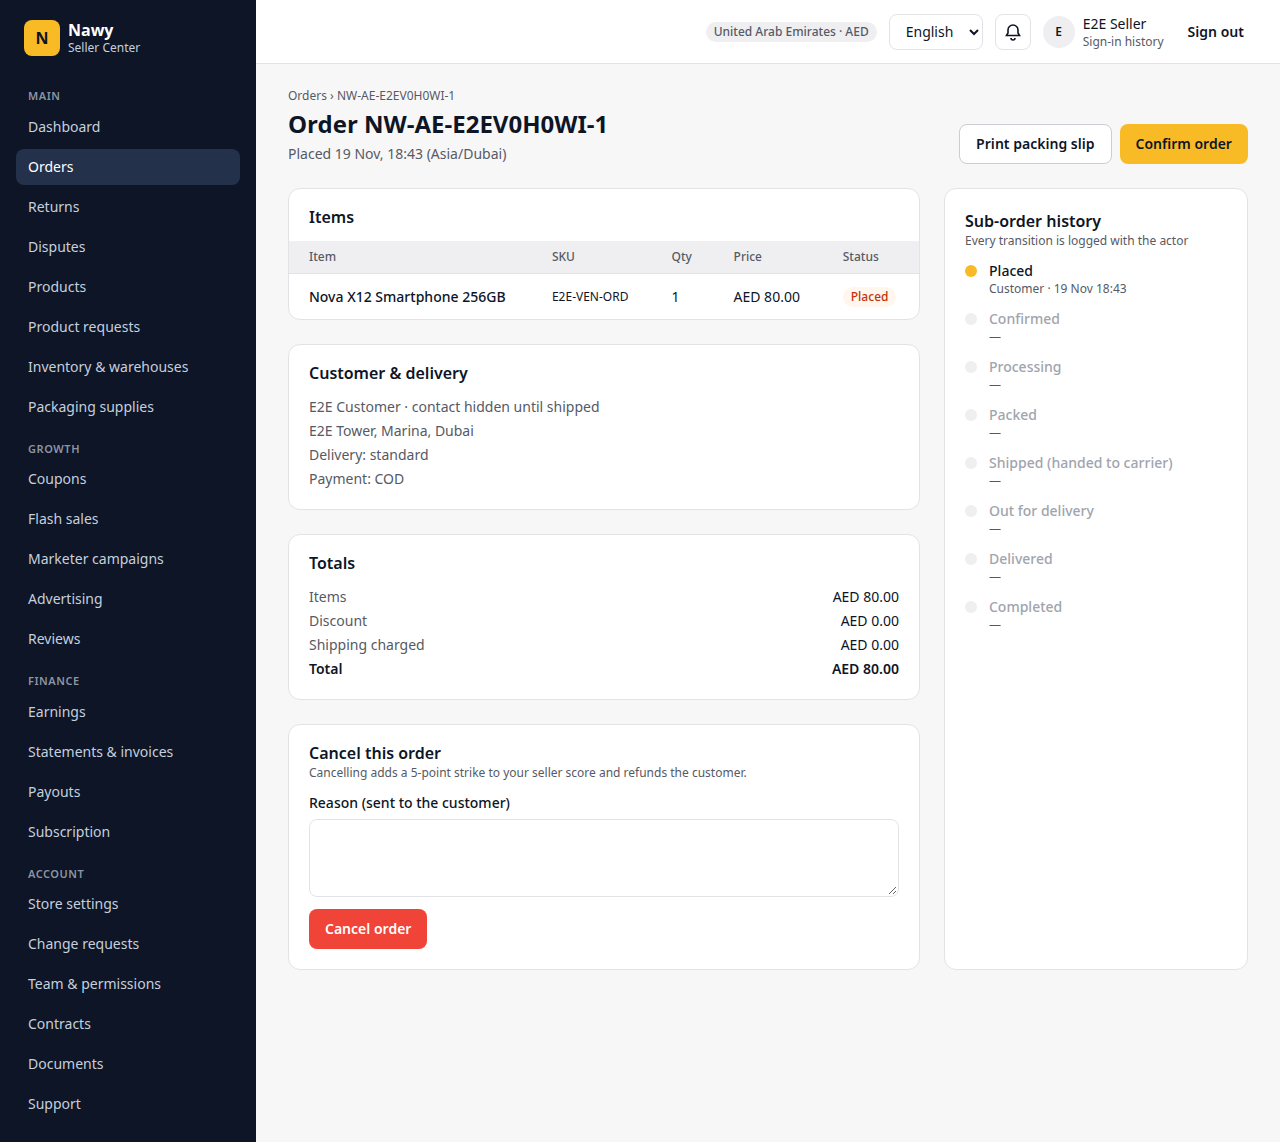 N
Nawy
Seller Center
MAIN
Dashboard
Orders
Returns
Disputes
Products
Product requests
Inventory & warehouses
Packaging supplies
GROWTH
Coupons
Flash sales
Marketer campaigns
Advertising
Reviews
FINANCE
Earnings
Statements & invoices
Payouts
Subscription
ACCOUNT
Store settings
Change requests
Team & permissions
Contracts
Documents
Support
United Arab Emirates · AED
English
E
E2E Seller
Sign-in history
Sign out
Orders › NW-AE-E2EV0H0WI-1
Order NW-AE-E2EV0H0WI-1
Placed 19 Nov, 18:43 (Asia/Dubai)
Print packing slip
Confirm order
Items
Item SKU Qty Price Status
Nova X12 Smartphone 256GB E2E-VEN-ORD 1 AED 80.00 Placed
Customer & delivery
E2E Customer · contact hidden until shipped
E2E Tower, Marina, Dubai
Delivery: standard
Payment: COD
Totals
Items AED 80.00
Discount AED 0.00
Shipping charged AED 0.00
Total AED 80.00
Cancel this order
Cancelling adds a 5-point strike to your seller score and refunds the customer.
Reason (sent to the customer)
Cancel order
Sub-order history
Every transition is logged with the actor
Placed
Customer · 19 Nov 18:43
Confirmed
—
Processing
—
Packed
—
Shipped (handed to carrier)
—
Out for delivery
—
Delivered
—
Completed
—